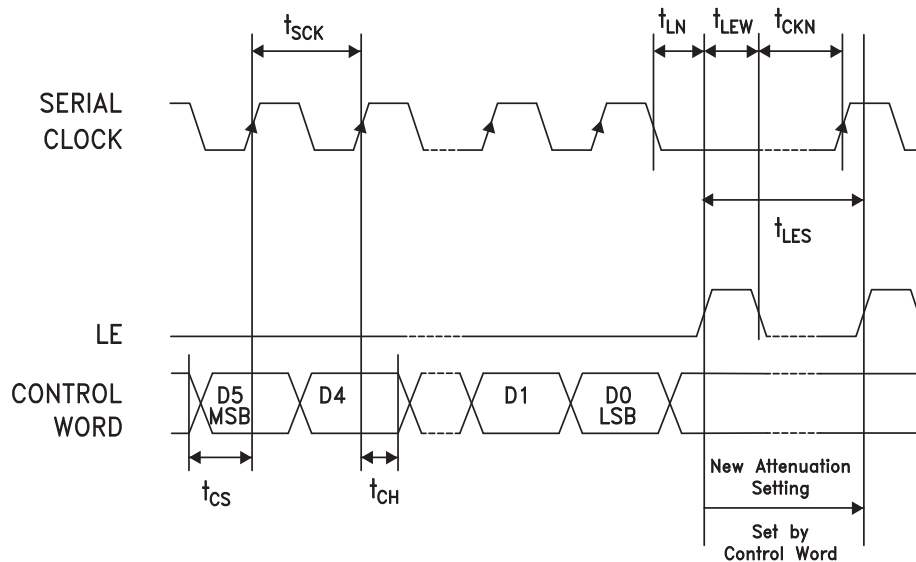 tSCK
tLN
tLEW
tCKN
SERIAL
CLOCK
tLES
LE
CONTROL
WORD
D5
MSB
D4
D1
D0
LSB
tCS
tCH
New Attenuation
Setting
Set by
Control Word